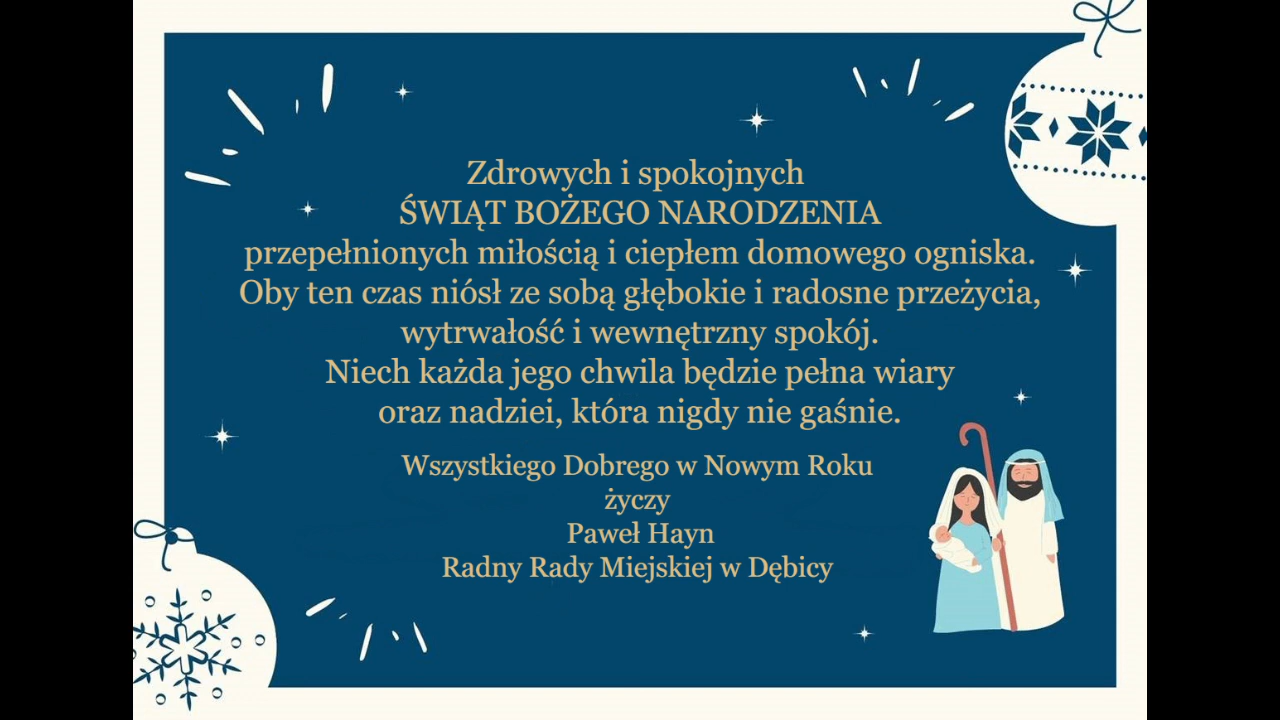 Zdrowych i spokojnych
ŚWIĄT BOŻEGO NARODZENIA
przepełnionych miłością i ciepłem domowego ogniska.
Oby ten czas niósł ze sobą głębokie i radosne przeżycia,
wytrwałość i wewnętrzny spokój.
Niech każda jego chwila będzie pełna wiary
oraz nadziei, która nigdy nie gaśnie.
Wszystkiego Dobrego w Nowym Roku
życzy
Paweł Hayn
Radny Rady Miejskiej w Dębicy